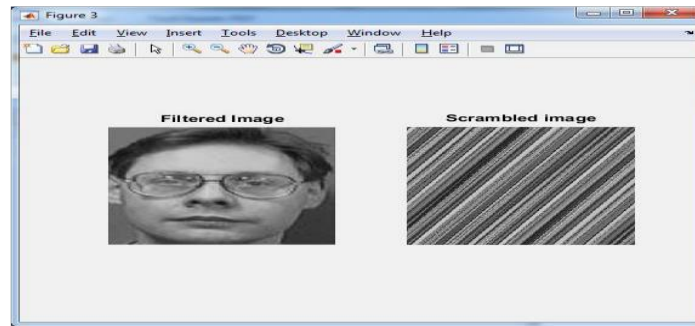 Figure 3
File Edit View Insert Tools Desktop Window Help
Filtered Image
Scrambled image